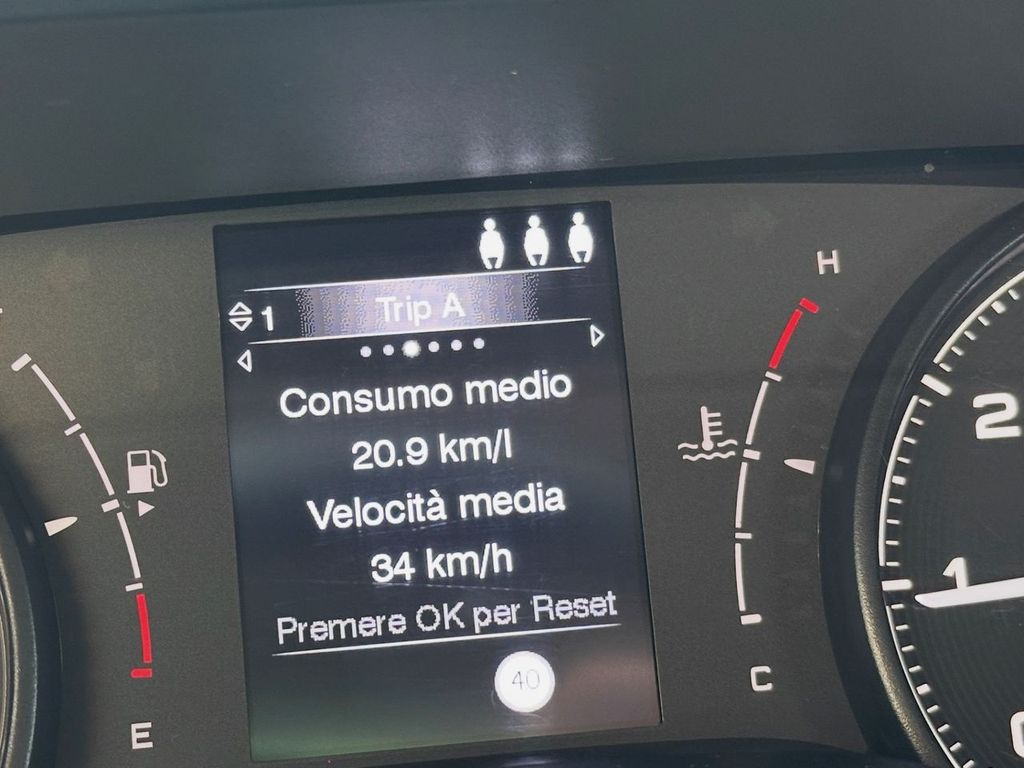 1 Trip A
Consumo medio
20.9 km/l
Velocità media
34 km/h
Premere OK per Reset
40
E
H
C
2
1